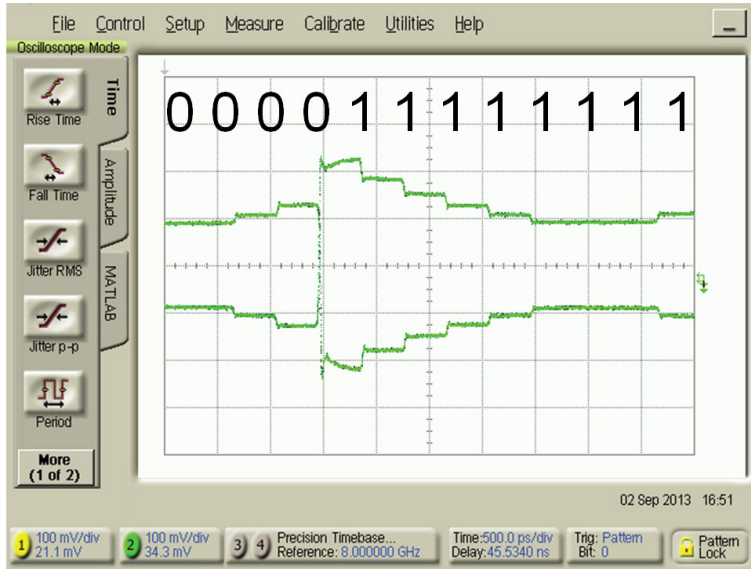 File Control Setup Measure Calibrate Utilities Help
Oscilloscope Mode
Rise Time
Fall Time
Jitter RMS
Jitter p-p
Period
More
(1 of 2)
Time
Amplitude
MATLAB
0 0 0 0 1 1 1 1 1 1 1 1
02 Sep 2013 16:51
1 100 mV/div
21.1 mV
2 100 mV/div
34.3 mV
3 4
Precision Timebase...
Reference: 8.000000 GHz
Time:500.0 ps/div
Delay:45.5340 ns
Trig: Pattern
Bit: 0
Pattern
Lock